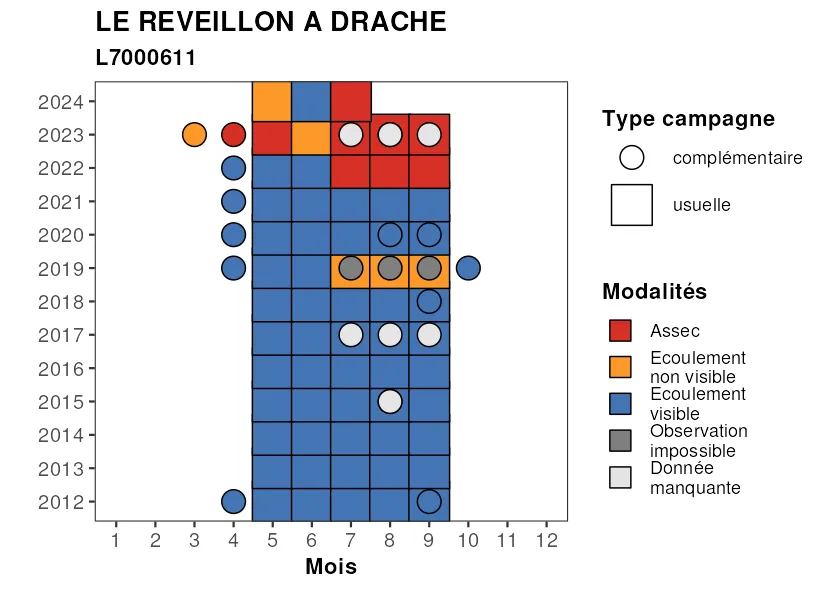 LE REVEILLON A DRACHE
L7000611
2024
2023
2022
2021
2020
2019
2018
2017
2016
2015
2014
2013
2012
1 2 3 4 5 6 7 8 9 10 11 12
Mois
Type campagne
complémentaire
usuelle
Modalités
Assec
Ecoulement
non visible
Ecoulement
visible
Observation
impossible
Donnée
manquante